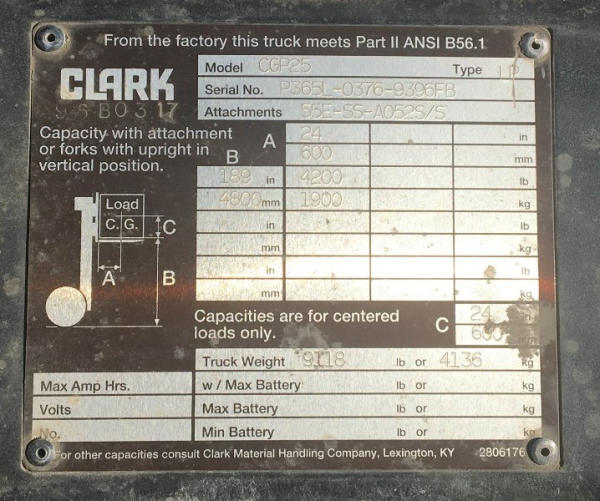 From the factory this truck meets Part II ANSI B56.1
CLARK
96B0317
Model CGP25 Type LP
Serial No. P365L-0376-9396FB
Attachments 55E-SS-A052S/S
Capacity with attachment
or forks with upright in
vertical position.
B A 24 in
600 mm
189 in 4200 lb
4800 mm 1900 kg
in lb
mm kg
in lb
mm kg
Load
C.G.
C
A
B
Capacities are for centered
loads only.
C 24
600
Truck Weight 9118 lb or 4136 kg
Max Amp Hrs. w / Max Battery lb or kg
Volts Max Battery lb or kg
No. Min Battery lb or kg
For other capacities consult Clark Material Handling Company, Lexington, KY 2806176